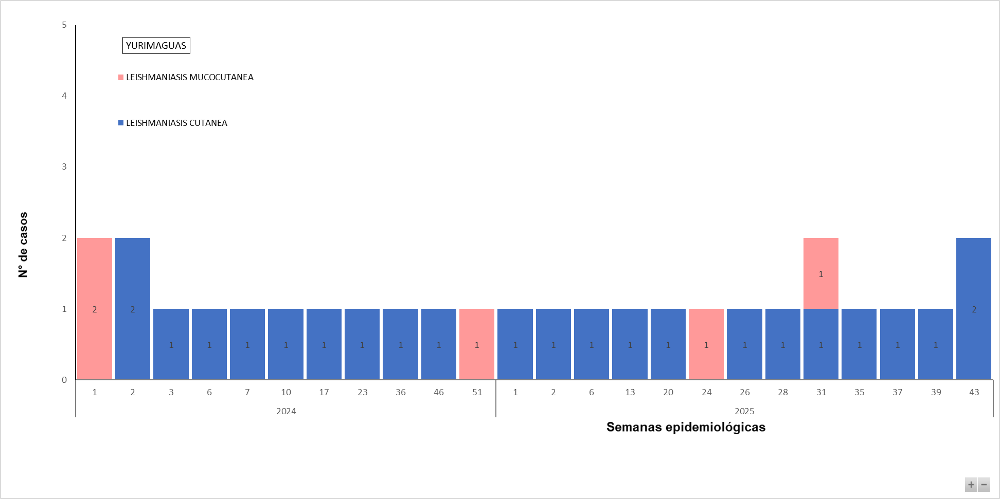 5
YURIMAGUAS
LEISHMANIASIS MUCOCUTANEA
4
LEISHMANIASIS CUTANEA
3
N° de casos
2
1
2 2 1
1 1 1 1 1 1 1 1 1 1 1 1 1 1 1 1 1 1 1 1 1 1 2
0
1 2 3 6 7 10 17 23 36 46 51 1 2 6 13 20 24 26 28 31 35 37 39 43
2024 2025
Semanas epidemiológicas
+ −